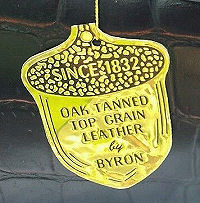 SINCE 1832
OAK TANNED
TOP GRAIN
LEATHER
by
BYRON